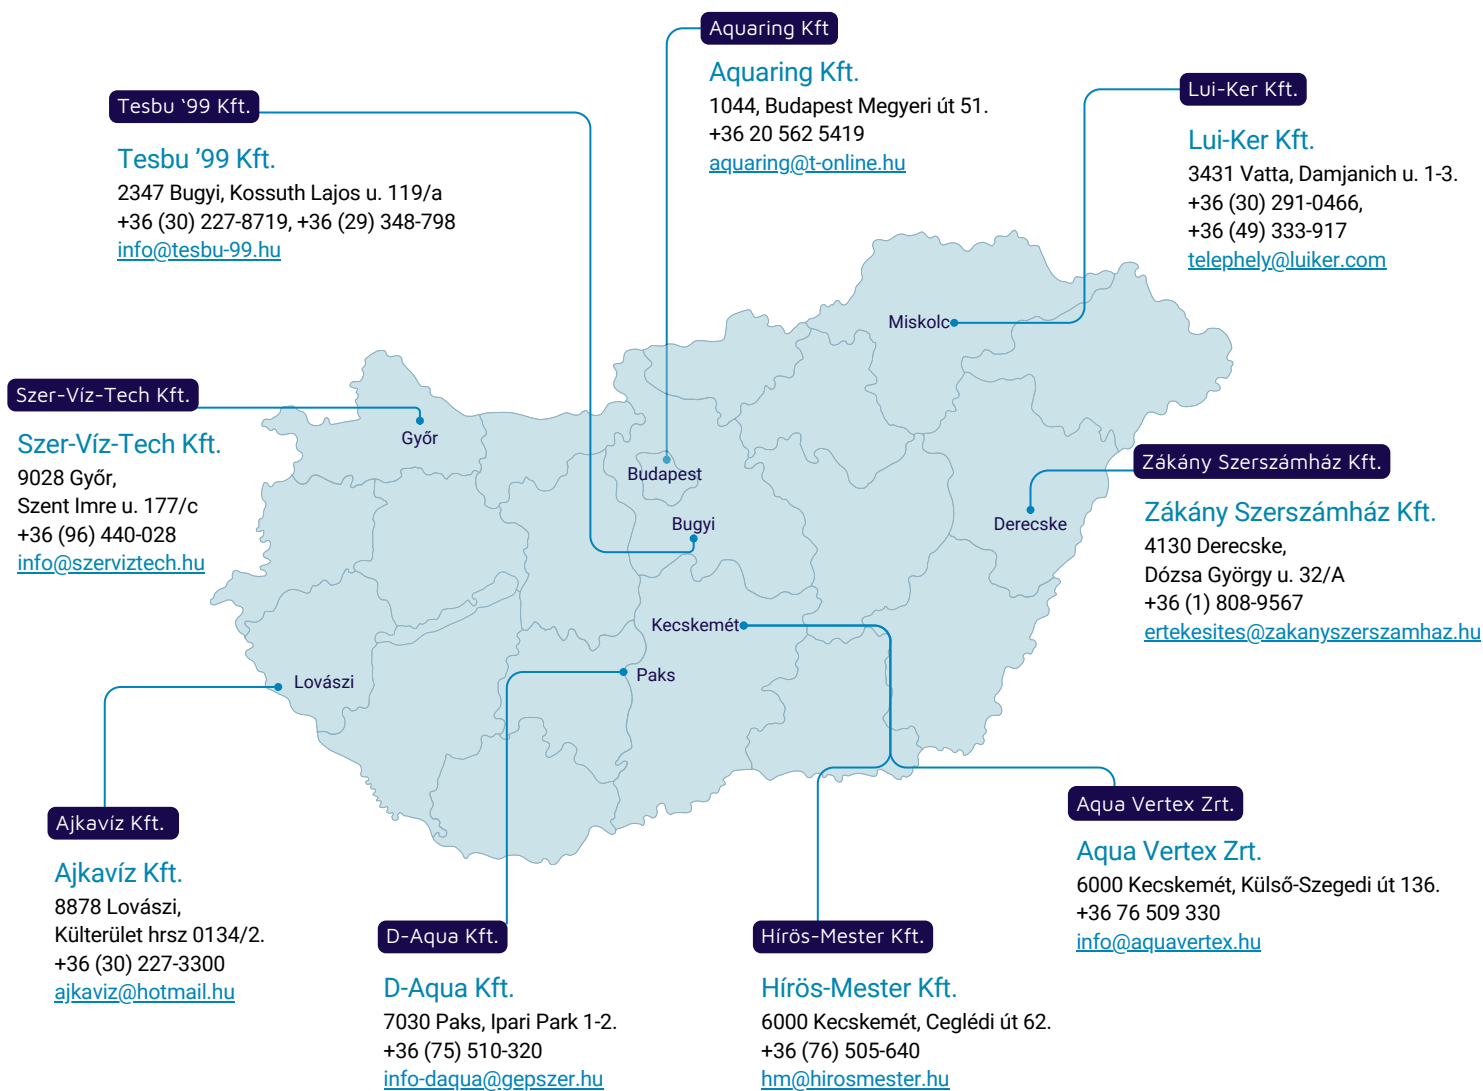 Aquaring Kft
Aquaring Kft.
1044, Budapest Megyeri út 51.
+36 20 562 5419
aquaring@t-online.hu
Tesbu ‘99 Kft.
Tesbu ’99 Kft.
2347 Bugyi, Kossuth Lajos u. 119/a
+36 (30) 227-8719, +36 (29) 348-798
info@tesbu-99.hu
Lui-Ker Kft.
Lui-Ker Kft.
3431 Vatta, Damjanich u. 1-3.
+36 (30) 291-0466,
+36 (49) 333-917
telephely@luiker.com
Miskolc
Szer-Víz-Tech Kft.
Szer-Víz-Tech Kft.
9028 Győr,
Szent Imre u. 177/c
+36 (96) 440-028
info@szerviztech.hu
Győr
Budapest
Bugyi
Derecske
Zákány Szerszámház Kft.
Zákány Szerszámház Kft.
4130 Derecske,
Dózsa György u. 32/A
+36 (1) 808-9567
ertekesites@zakanyszerszamhaz.hu
Kecskemét
Paks
Lovászi
Ajkavíz Kft.
Ajkavíz Kft.
8878 Lovászi,
Külterület hrsz 0134/2.
+36 (30) 227-3300
ajkaviz@hotmail.hu
D-Aqua Kft.
D-Aqua Kft.
7030 Paks, Ipari Park 1-2.
+36 (75) 510-320
info-daqua@gepszer.hu
Hírös-Mester Kft.
Hírös-Mester Kft.
6000 Kecskemét, Ceglédi út 62.
+36 (76) 505-640
hm@hirosmester.hu
Aqua Vertex Zrt.
Aqua Vertex Zrt.
6000 Kecskemét, Külső-Szegedi út 136.
+36 76 509 330
info@aquavertex.hu